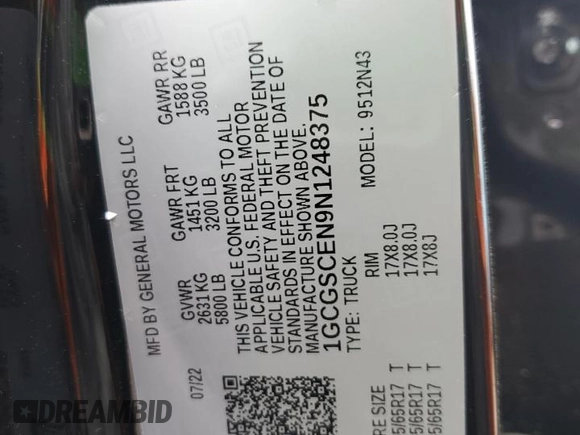 MFD BY GENERAL MOTORS LLC
07/22
GVWR GAWR FRT GAWR RR
2631 KG 1451 KG 1588 KG
5800 LB 3200 LB 3500 LB
THIS VEHICLE CONFORMS TO ALL
APPLICABLE U.S. FEDERAL MOTOR
VEHICLE SAFETY AND THEFT PREVENTION
STANDARDS IN EFFECT ON THE DATE OF
MANUFACTURE SHOWN ABOVE.
1GCGSCEN9N1248375
TYPE: TRUCK MODEL: 9512N43
RE SIZE RIM
5/65R17 T 17X8.0J
5/65R17 T 17X8.0J
5/65R17 T 17X8J
DREAMBID